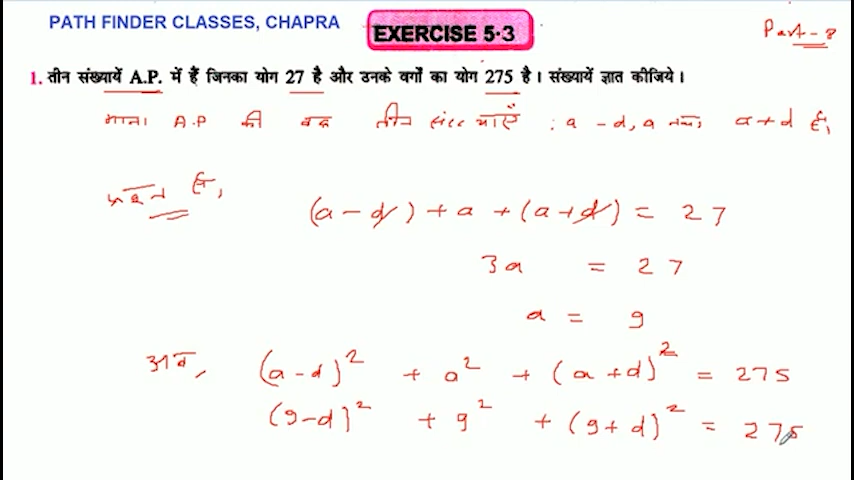 PATH FINDER CLASSES, CHAPRA
EXERCISE 5·3
Part - 8
1. तीन संख्यायें A.P. में हैं जिनका योग 27 है और उनके वर्गों का योग 275 है। संख्यायें ज्ञात कीजिये।
माना A.P की वह तीन संख्याएँ : a - d, a तथा a + d हैं,
प्रश्न से,
(a - d) + a + (a + d) = 27
3a = 27
a = 9
अब, (a - d)² + a² + (a + d)² = 275
(9 - d)² + 9² + (9 + d)² = 275